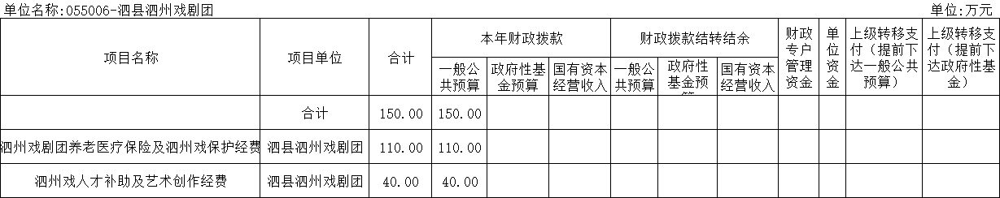 单位名称:055006-泗县泗州戏剧团 单位:万元
项目名称 项目单位 合计 本年财政拨款 财政拨款结转结余 财政专户管理资金 单位资金 上级转移支付（提前下达一般公共预算） 上级转移支付（提前下达政府性基金）
一般公共预算 政府性基金预算 国有资本经营收入 一般公共预算 政府性基金预 国有资本经营收入
合计 150.00 150.00
泗州戏剧团养老医疗保险及泗州戏保护经费 泗县泗州戏剧团 110.00 110.00
泗州戏人才补助及艺术创作经费 泗县泗州戏剧团 40.00 40.00